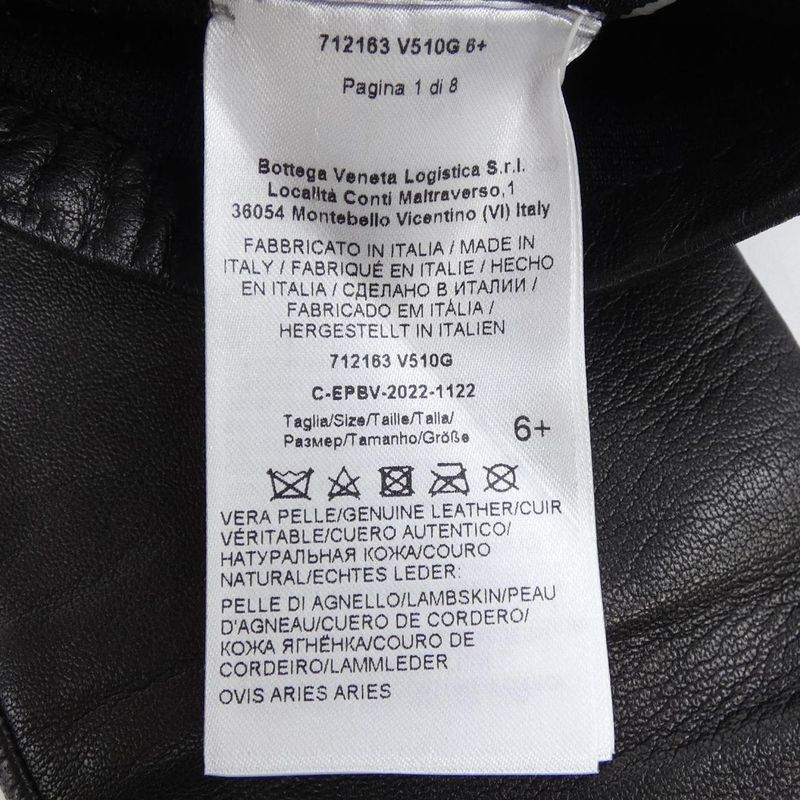 712163 V510G 6+
Pagina 1 di 8
Bottega Veneta Logistica S.r.l.
Località Conti Maltraverso,1
36054 Montebello Vicentino (VI) Italy
FABBRICATO IN ITALIA / MADE IN
ITALY / FABRIQUÉ EN ITALIE / HECHO
EN ITALIA / СДЕЛАНО В ИТАЛИИ /
FABRICADO EM ITÁLIA /
HERGESTELLT IN ITALIEN
712163 V510G
C-EPBV-2022-1122
Taglia/Size/Taille/Talla/
Размер/Tamanho/Größe 6+
VERA PELLE/GENUINE LEATHER/CUIR
VÉRITABLE/CUERO AUTENTICO/
НАТУРАЛЬНАЯ КОЖА/COURO
NATURAL/ECHTES LEDER:
PELLE DI AGNELLO/LAMBSKIN/PEAU
D'AGNEAU/CUERO DE CORDERO/
КОЖА ЯГНЁНКА/COURO DE
CORDEIRO/LAMMLEDER
OVIS ARIES ARIES